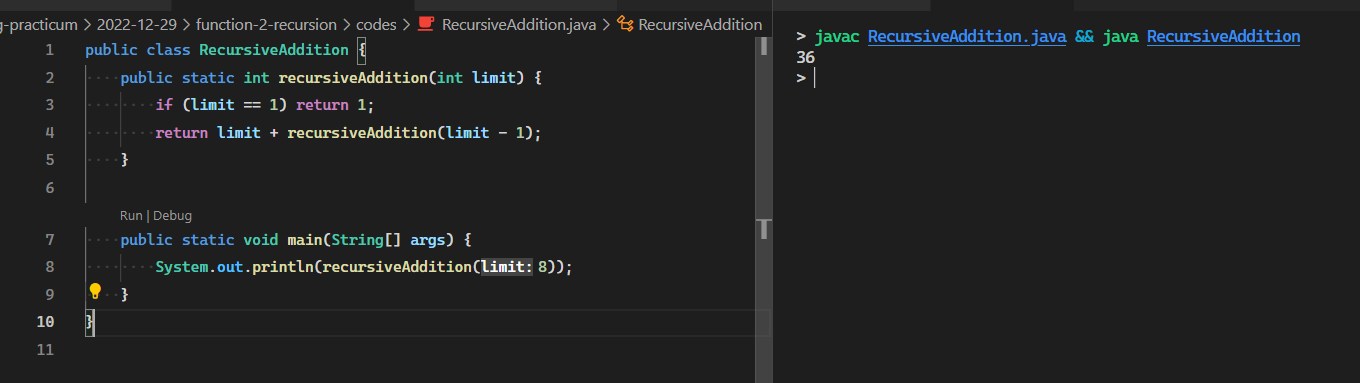 g-practicum > 2022-12-29 > function-2-recursion > codes > RecursiveAddition.java > RecursiveAddition
1 public class RecursiveAddition {
2 ····public static int recursiveAddition(int limit) {
3 ········if (limit == 1) return 1;
4 ········return limit + recursiveAddition(limit - 1);
5 ····}
6
Run | Debug
7 ····public static void main(String[] args) {
8 ········System.out.println(recursiveAddition(limit: 8));
9 ····}
10 }
11
> javac RecursiveAddition.java && java RecursiveAddition
36
>